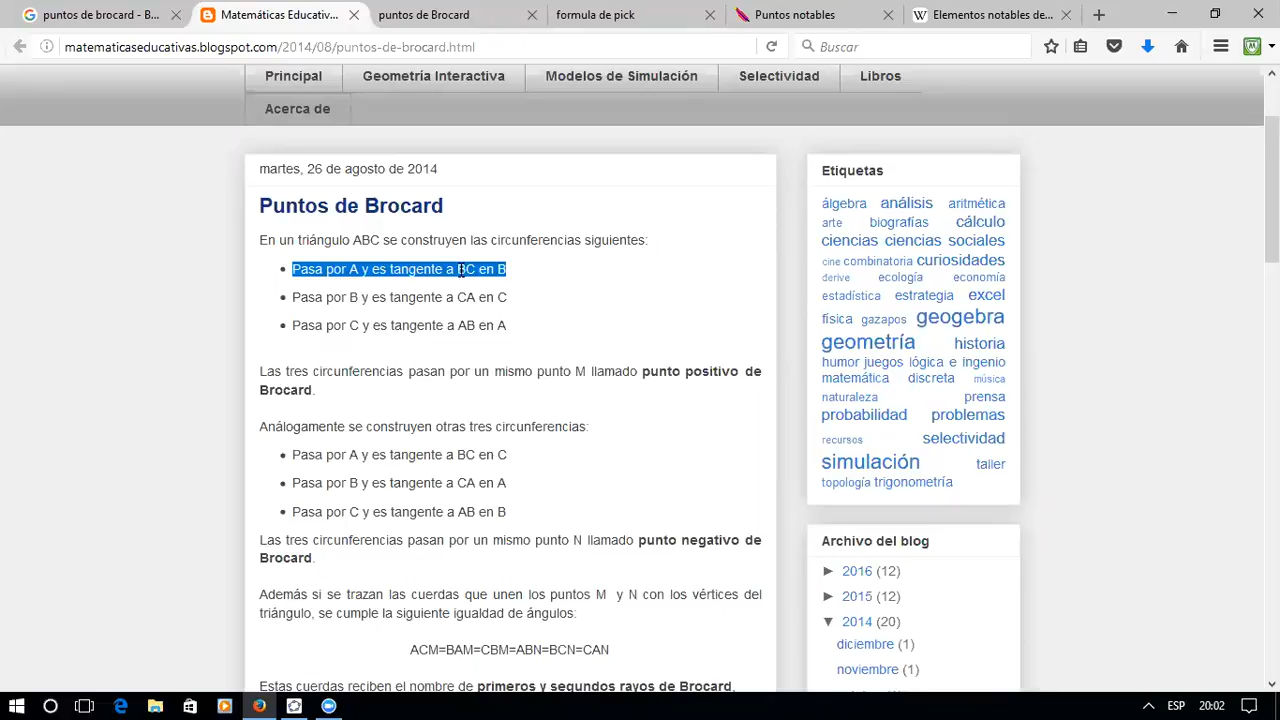 puntos de brocard - B...
Matemáticas Educativ...
puntos de Brocard
formula de pick
Puntos notables
Elementos notables de...
matematicaseducativas.blogspot.com/2014/08/puntos-de-brocard.html
Buscar
Principal
Geometría Interactiva
Modelos de Simulación
Selectividad
Libros
Acerca de
martes, 26 de agosto de 2014
Puntos de Brocard
En un triángulo ABC se construyen las circunferencias siguientes:
• Pasa por A y es tangente a BC en B
• Pasa por B y es tangente a CA en C
• Pasa por C y es tangente a AB en A
Las tres circunferencias pasan por un mismo punto M llamado punto positivo de
Brocard.
Análogamente se construyen otras tres circunferencias:
• Pasa por A y es tangente a BC en C
• Pasa por B y es tangente a CA en A
• Pasa por C y es tangente a AB en B
Las tres circunferencias pasan por un mismo punto N llamado punto negativo de
Brocard.
Además si se trazan las cuerdas que unen los puntos M y N con los vértices del
triángulo, se cumple la siguiente igualdad de ángulos:
ACM=BAM=CBM=ABN=BCN=CAN
Estas cuerdas reciben el nombre de primeros y segundos rayos de Brocard.
Etiquetas
álgebra análisis aritmética
arte biografías cálculo
ciencias ciencias sociales
cine combinatoria curiosidades
derive ecología economía
estadística estrategia excel
física gazapos geogebra
geometría historia
humor juegos lógica e ingenio
matemática discreta música
naturaleza prensa
probabilidad problemas
recursos selectividad
simulación taller
topología trigonometría
Archivo del blog
► 2016 (12)
► 2015 (12)
▼ 2014 (20)
diciembre (1)
noviembre (1)
ESP 20:02